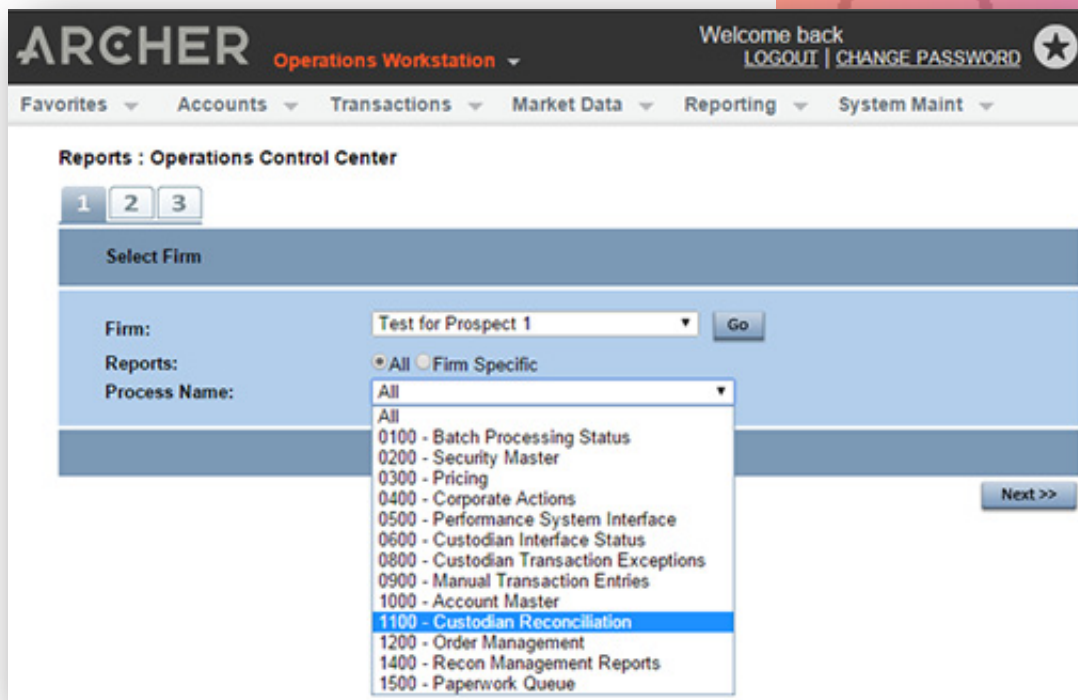 ARCHER Operations Workstation
Welcome back
LOGOUT | CHANGE PASSWORD
Favorites Accounts Transactions Market Data Reporting System Maint
Reports : Operations Control Center
1 2 3
Select Firm
Firm: Test for Prospect 1 Go
Reports: All Firm Specific
Process Name: All
All
0100 - Batch Processing Status
0200 - Security Master
0300 - Pricing
0400 - Corporate Actions
0500 - Performance System Interface
0600 - Custodian Interface Status
0800 - Custodian Transaction Exceptions
0900 - Manual Transaction Entries
1000 - Account Master
1100 - Custodian Reconciliation
1200 - Order Management
1400 - Recon Management Reports
1500 - Paperwork Queue
Next >>